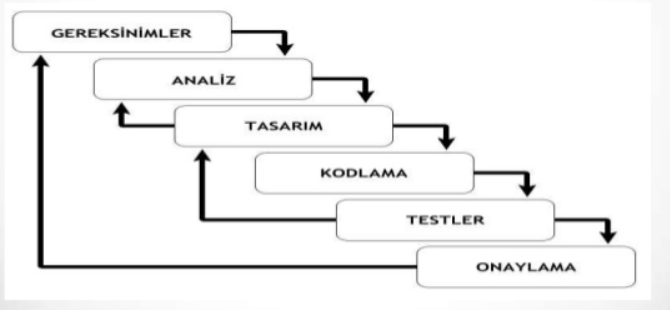 GEREKSİNİMLER
ANALİZ
TASARIM
KODLAMA
TESTLER
ONAYLAMA